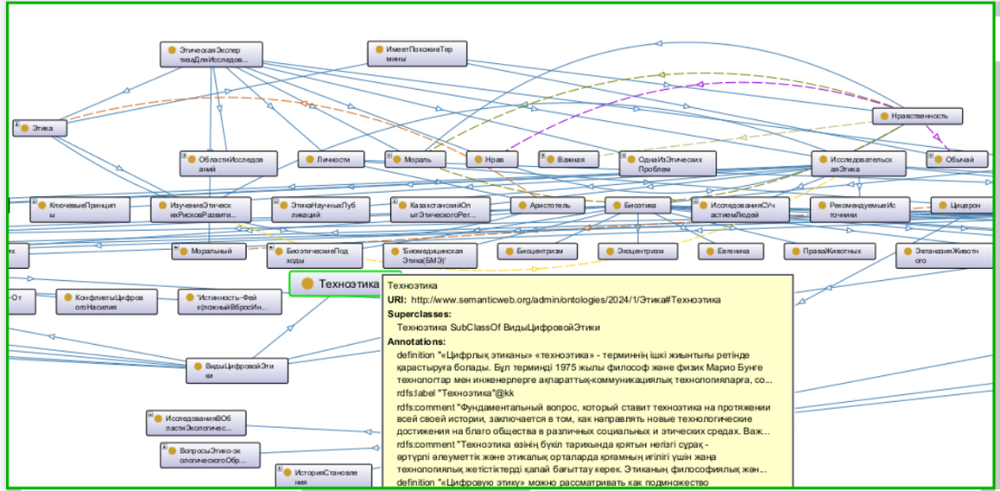 ЭтическаяЭкспер
тизаДляИсследов...
ИмеетПохожиеТер
мины
Этика
Нравственность
ОбластиИсследов
аний
Личности
Мораль
Нрав
Важная
ОднаИзЭтических
Проблем
Исследовательск
аяЭтика
Обычай
КлючевыеПринцип
ы
ИзучениеЭтическ
ихРисковРазвити...
ЭтикаНаучныхПуб
ликаций
КазахстанскийОп
ытЭтическогоРег...
Аристотель
Биоэтика
ИсследованияСУч
астиемЛюдей
РекомендуемыеИс
точники
Цицерон
ик
Моральный
БиоэтическиеПод
ходы
'Биомедицинская
Этика(БМЭ)'
Биоцентризм
Экоцентризм
Евгеника
ПраваЖивотных
ЭвтаназияЖивотн
ого
Техноэтика
-От
КонфликтыЦифров
огоНасилия
'Истинность-Фей
к(ложныйВбросИн...
ВидыЦифровойЭти
ки
ИсследованияВОб
ластиЭкологичес...
ВопросыЭтико-эк
ологическогоОбр...
ИсторияСтановле
ния
Техноэтика
URI: http://www.semanticweb.org/admin/ontologies/2024/1/Этика#Техноэтика
Superclasses:
Техноэтика SubClassOf ВидыЦифровойЭтики
Annotations:
definition "«Цифрлық этиканы» «техноэтика» - терминнің ішкі жиынтығы ретінде
қарастыруға болады. Бұл терминді 1975 жылы философ және физик Марио Бунге
технологтар мен инженерлерге ақпараттық-коммуникациялық технологияларға, со...
rdfs:label "Техноэтика"@kk
rdfs:comment "Фундаментальный вопрос, который ставит техноэтика на протяжении
всей своей истории, заключается в том, как направлять новые технологические
достижения на благо общества в различных социальных и этических средах. Важ...
rdfs:comment "Техноэтика өзінің бүкіл тарихында қоятын негізгі сұрақ -
әртүрлі әлеуметтік және этикалық орталарда қоғамның игілігі үшін жаңа
технологиялық жетістіктерді қалай бағыттау керек. Этиканың философиялық жән...
definition "«Цифровую этику» можно рассматривать как подмножество